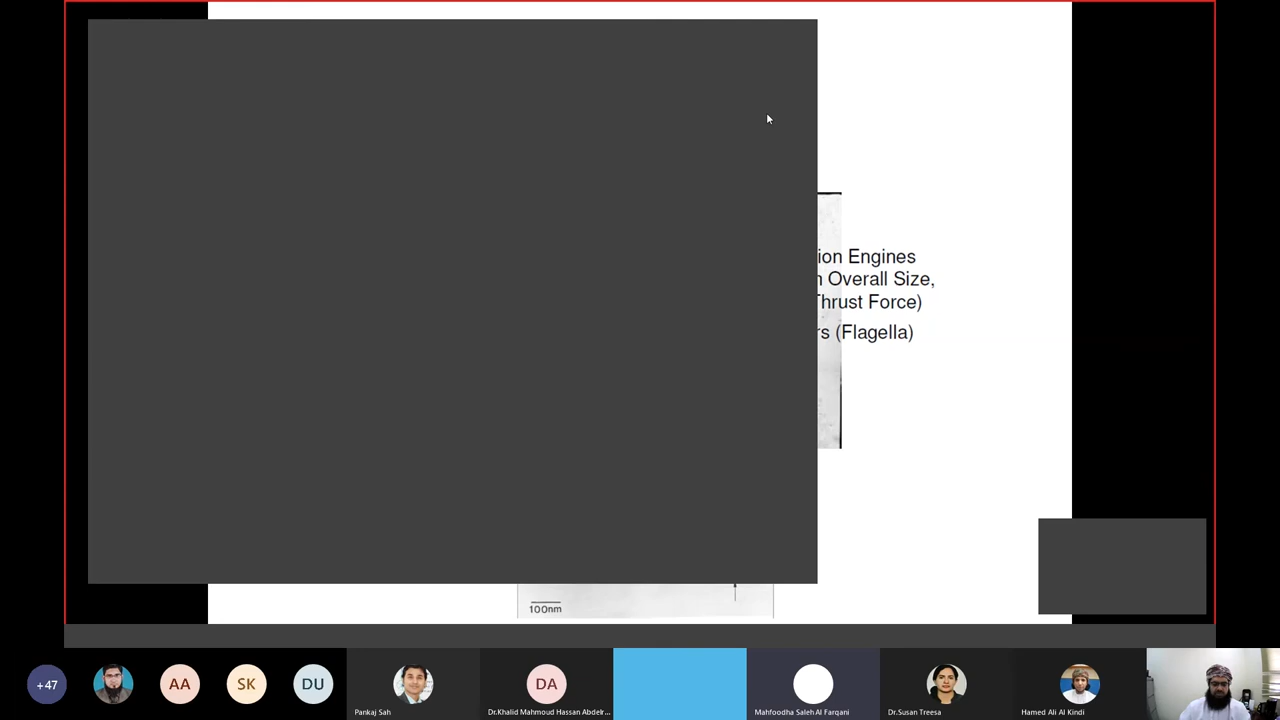 ion Engines
n Overall Size,
Thrust Force)
rs (Flagella)
100nm
+47
AA
SK
DU
Pankaj Sah
DA
Dr.Khalid Mahmoud Hassan Abdelr...
Mahfoodha Saleh Al Farqani
Dr.Susan Treesa
Hamed Ali Al Kindi